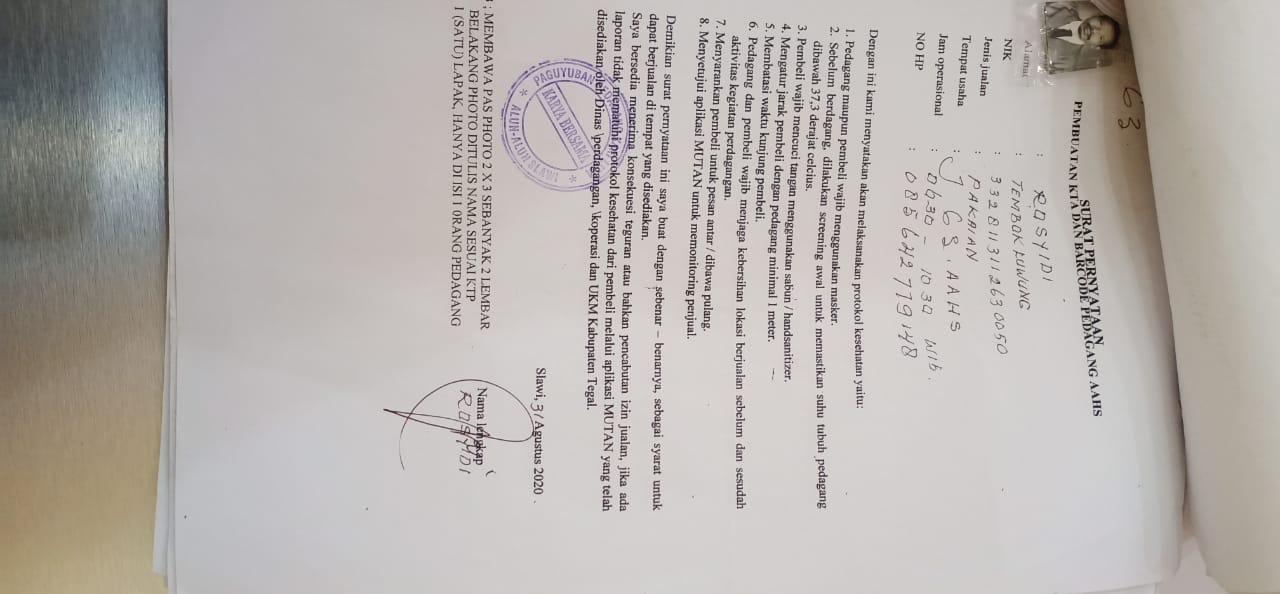 63
SURAT PERNYATAAN
PEMBUATAN KTA DAN BARCODE PEDAGANG AAHS
: ROSYIDI
Alamat : TEMBOK LUWUNG
NIK : 3328113112630050
Jenis jualan : PAKAIAN
Tempat usaha : J 63. AAHS
Jam operasional : 0630 - 1030 WIB.
NO HP : 085642779148
Dengan ini kami menyatakan akan melaksanakan protokol kesehatan yaitu:
1. Pedagang maupun pembeli wajib menggunakan masker.
2. Sebelum berdagang, dilakukan screening awal untuk memastikan suhu tubuh pedagang
dibawah 37,3 derajat celcius.
3. Pembeli wajib mencuci tangan menggunakan sabun / handsanitizer.
4. Mengatur jarak pembeli dengan pedagang minimal 1 meter.
5. Membatasi waktu kunjung pembeli.
6. Pedagang dan pembeli wajib menjaga kebersihan lokasi berjualan sebelum dan sesudah
aktivitas kegiatan perdagangan.
7. Menyarankan pembeli untuk pesan antar / dibawa pulang.
8. Menyetujui aplikasi MUTAN untuk memonitoring penjual.
Demikian surat pernyataan ini saya buat dengan sebenar – benarnya, sebagai syarat untuk
dapat berjualan di tempat yang disediakan.
Saya bersedia menerima konsekuesi teguran atau bahkan pencabutan izin jualan, jika ada
laporan tidak mematuhi protokol kesehatan dari pembeli melalui aplikasi MUTAN yang telah
disediakan oleh Dinas perdagangan, koperasi dan UKM Kabupaten Tegal.
PAGUYUBAN
KARYA BERSAMA
ALUN-ALUN SLAWI
Slawi, 31 Agustus 2020 .
Nama lengkap
ROSYIDI
: MEMBAWA PAS PHOTO 2 X 3 SEBANYAK 2 LEMBAR
BELAKANG PHOTO DITULIS NAMA SESUAI KTP
1 (SATU) LAPAK, HANYA DI ISI 1 0RANG PEDAGANG